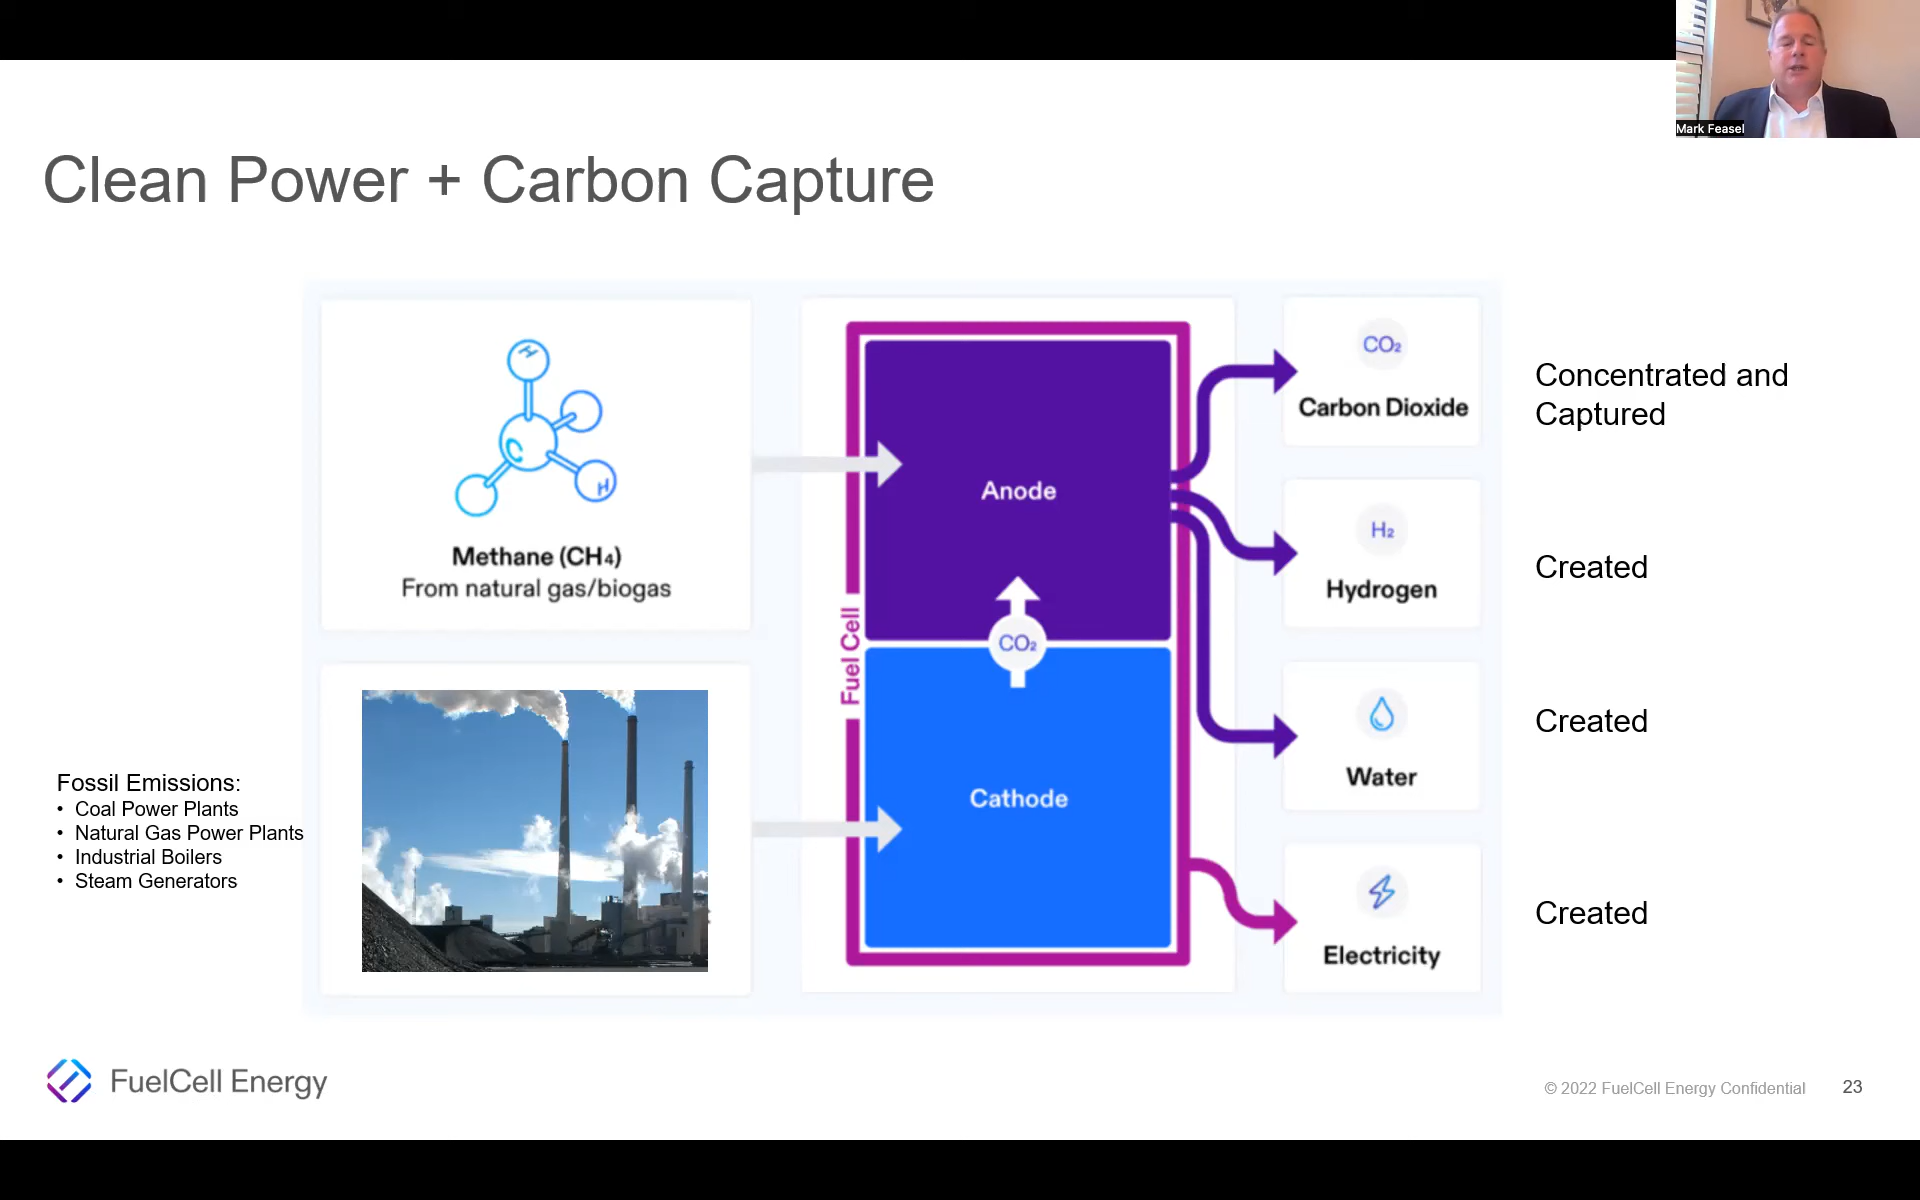 Mark Feasel
Clean Power + Carbon Capture
H
C
H
Methane (CH₄)
From natural gas/biogas
Fossil Emissions:
• Coal Power Plants
• Natural Gas Power Plants
• Industrial Boilers
• Steam Generators
Fuel Cell
Anode
CO₂
Cathode
CO₂
Carbon Dioxide
Concentrated and
Captured
H₂
Hydrogen
Created
Water
Created
Electricity
Created
FuelCell Energy
© 2022 FuelCell Energy Confidential
23